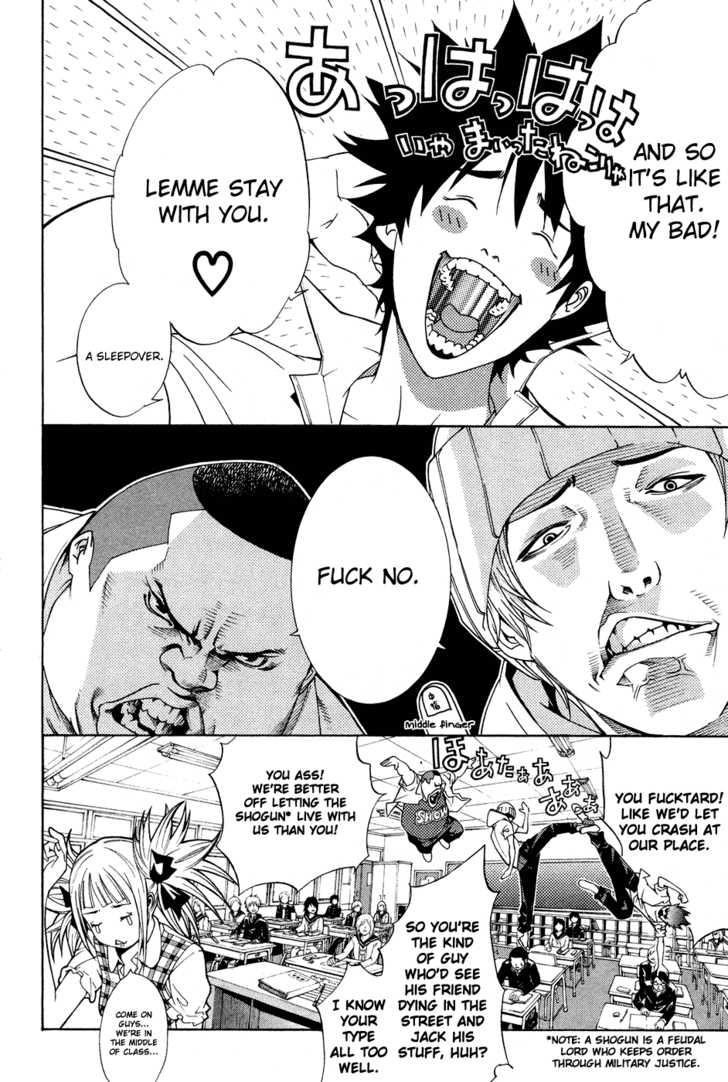 あっはっはっは
いや まいったね こりゃ
AND SO
IT'S LIKE
THAT.
MY BAD!
LEMME STAY
WITH YOU.
♡
A SLEEPOVER.
FUCK NO.
middle finger
YOU FUCKTARD!
LIKE WE'D LET
YOU CRASH AT
OUR PLACE.
YOU ASS!
WE'RE BETTER
OFF LETTING THE
SHOGUN* LIVE WITH
US THAN YOU!
SO YOU'RE
THE KIND
OF GUY
WHO'D SEE
HIS FRIEND
DYING IN THE
STREET AND
JACK HIS
STUFF, HUH?
I KNOW
YOUR
TYPE
ALL TOO
WELL.
COME ON
GUYS...
WE'RE IN
THE MIDDLE
OF CLASS...
*NOTE: A SHOGUN IS A FEUDAL
LORD WHO KEEPS ORDER
THROUGH MILITARY JUSTICE.